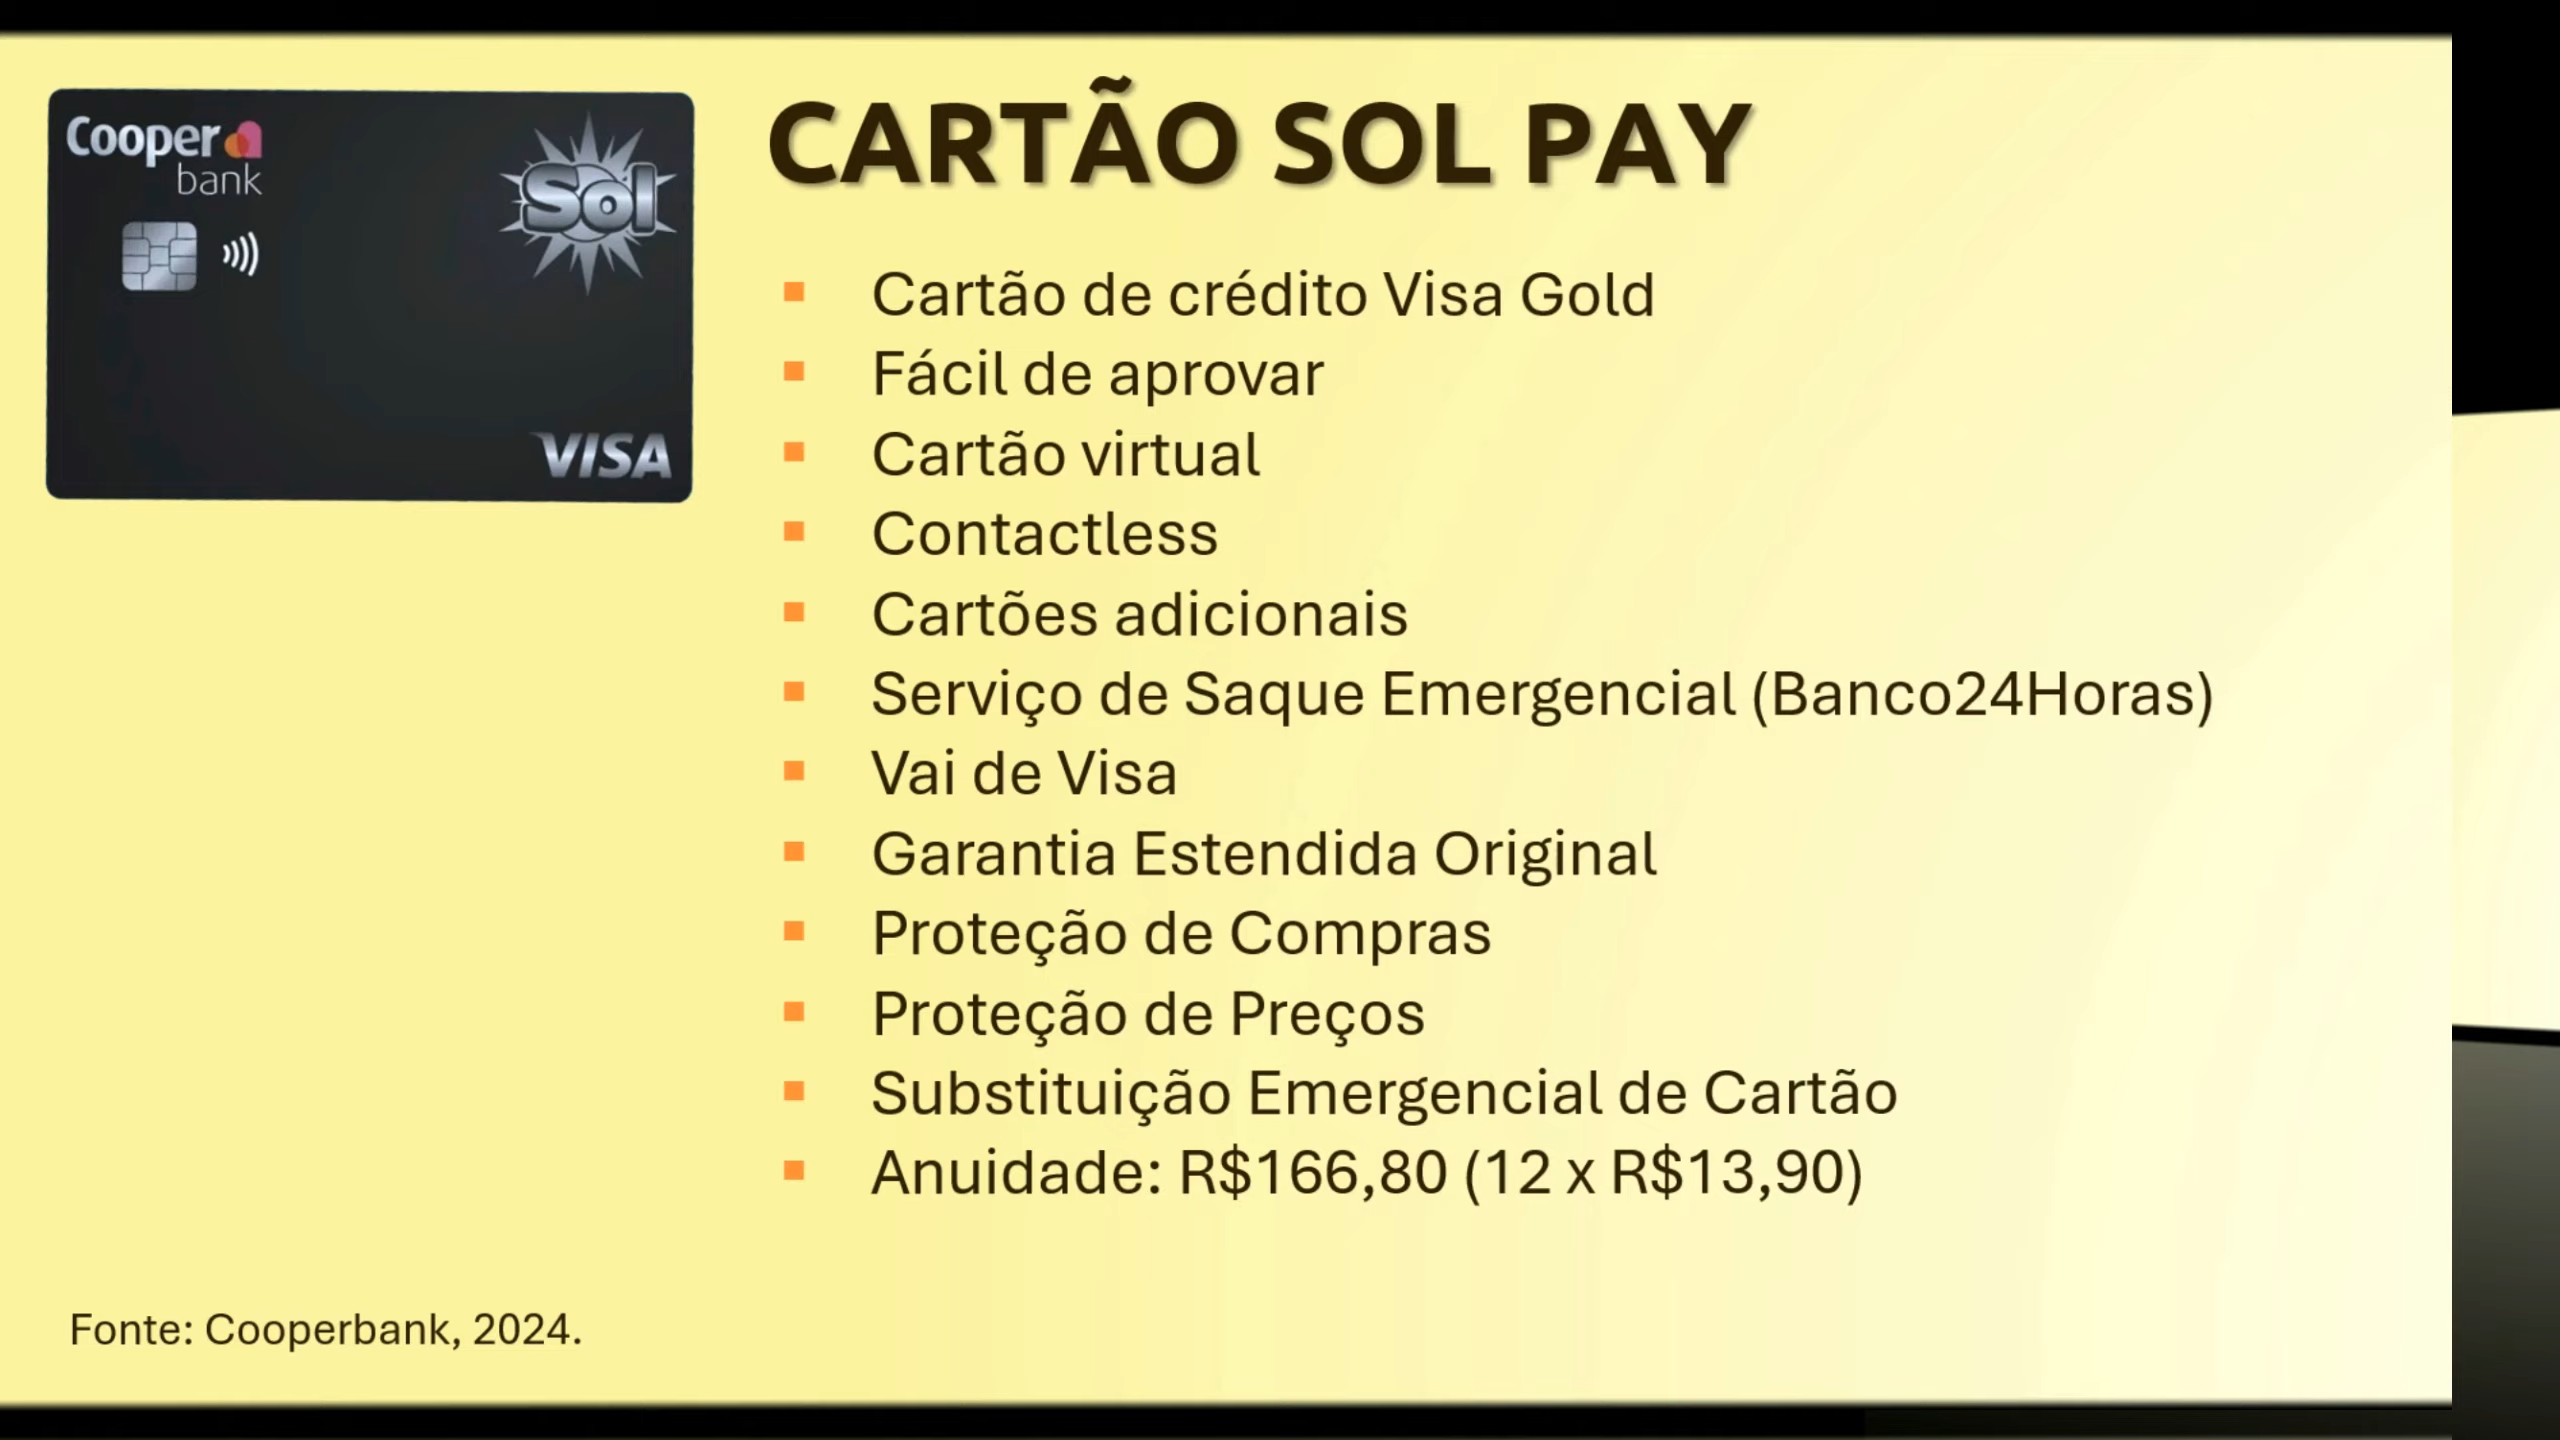 Cooper
bank
Sol
VISA
CARTÃO SOL PAY
Cartão de crédito Visa Gold
Fácil de aprovar
Cartão virtual
Contactless
Cartões adicionais
Serviço de Saque Emergencial (Banco24Horas)
Vai de Visa
Garantia Estendida Original
Proteção de Compras
Proteção de Preços
Substituição Emergencial de Cartão
Anuidade: R$166,80 (12 x R$13,90)
Fonte: Cooperbank, 2024.